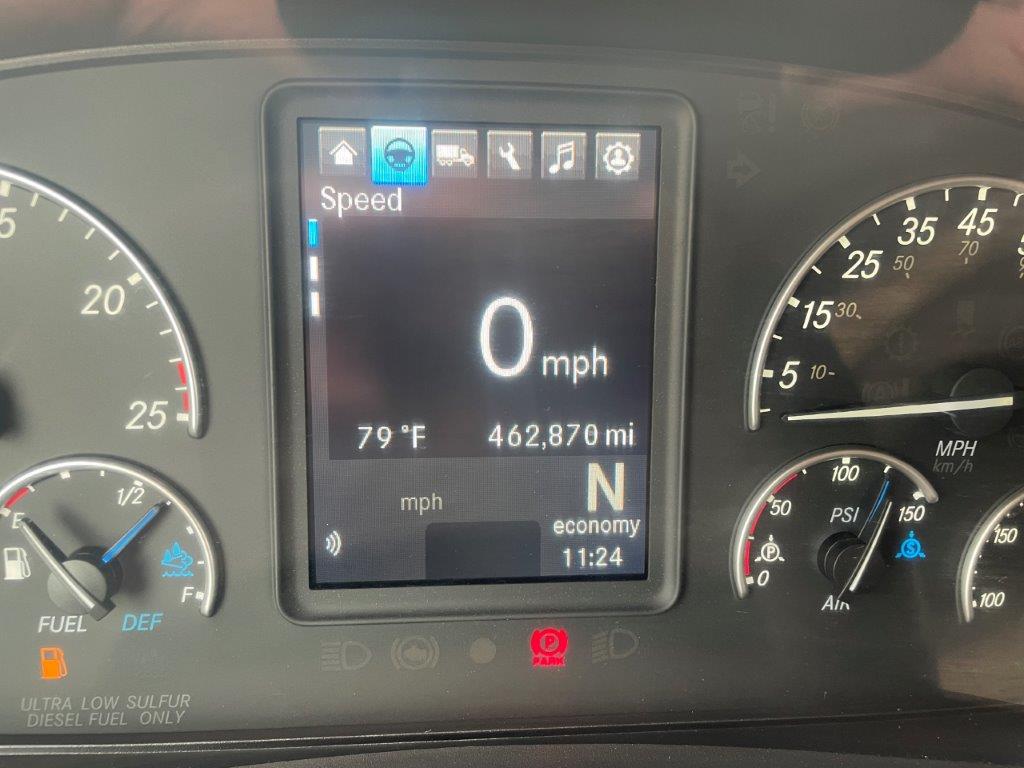 Speed
0 mph
79 °F 462,870 mi
mph
N
economy
11:24
5
20
25
1/2
E
F
FUEL DEF
ULTRA LOW SULFUR
DIESEL FUEL ONLY
PARK
45
35
70
25
50
15 30
5 10
MPH
km/h
100
50
150
PSI
0
P
S
AIR
150
100